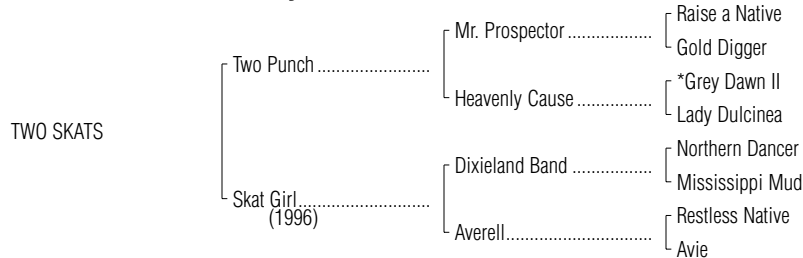 Raise a Native
Mr. Prospector ..................
Gold Digger
Two Punch ........................
*Grey Dawn II
Heavenly Cause ................
Lady Dulcinea
TWO SKATS
Northern Dancer
Dixieland Band .................
Mississippi Mud
Skat Girl............................
(1996)
Restless Native
Averell...............................
Avie